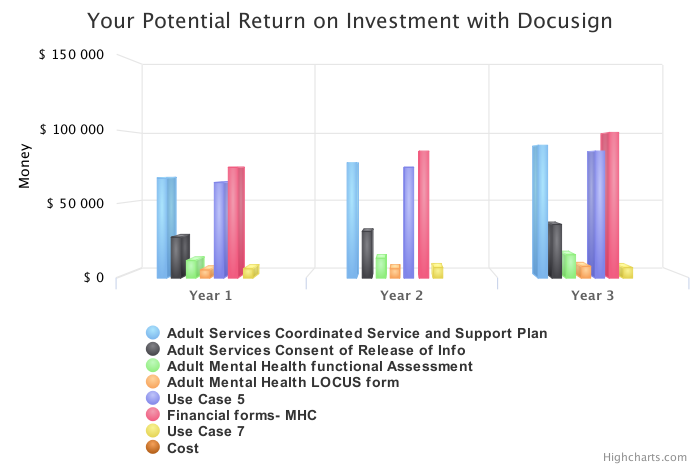 Your Potential Return on Investment with Docusign
$ 150 000
$ 100 000
$ 50 000
$ 0
Money
Year 1
Year 2
Year 3
Adult Services Coordinated Service and Support Plan
Adult Services Consent of Release of Info
Adult Mental Health functional Assessment
Adult Mental Health LOCUS form
Use Case 5
Financial forms- MHC
Use Case 7
Cost
Highcharts.com